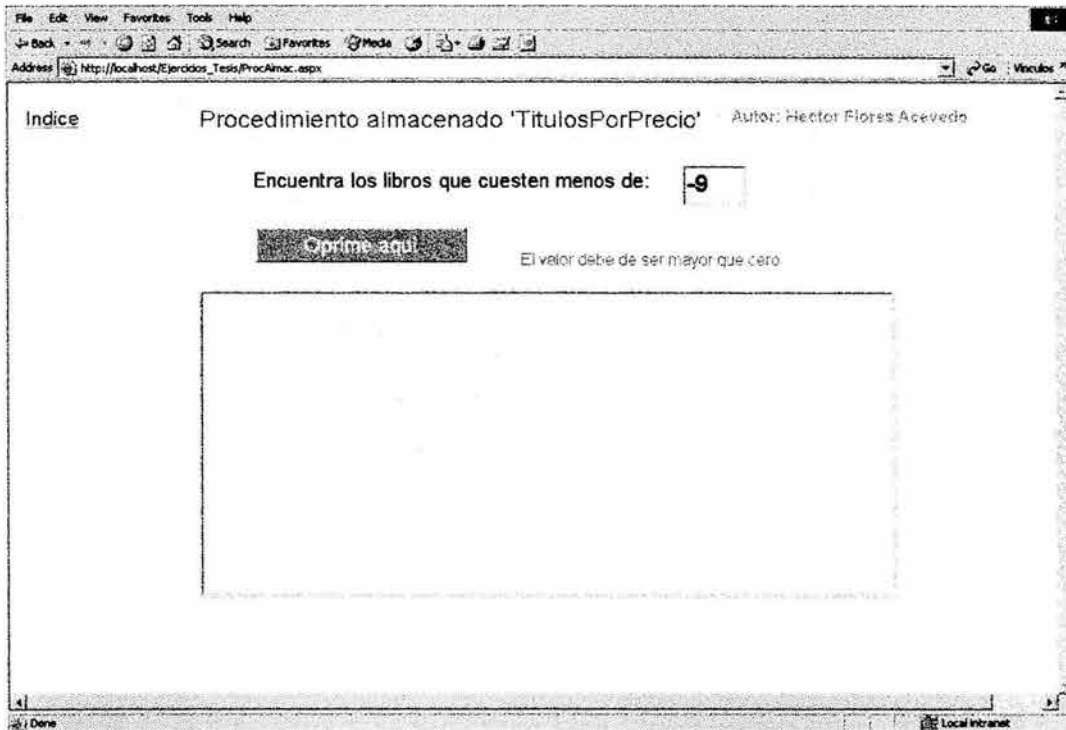 File Edit View Favorites Tools Help
Back Search Favorites Media
Address http://localhost/Ejercicios_Tesis/ProcAlmac.aspx Go Vinculos
Indice Procedimiento almacenado 'TitulosPorPrecio' Autor: Hector Flores Acevedo
Encuentra los libros que cuesten menos de: -9
Oprime aqui
El valor debe de ser mayor que cero
Done Local intranet